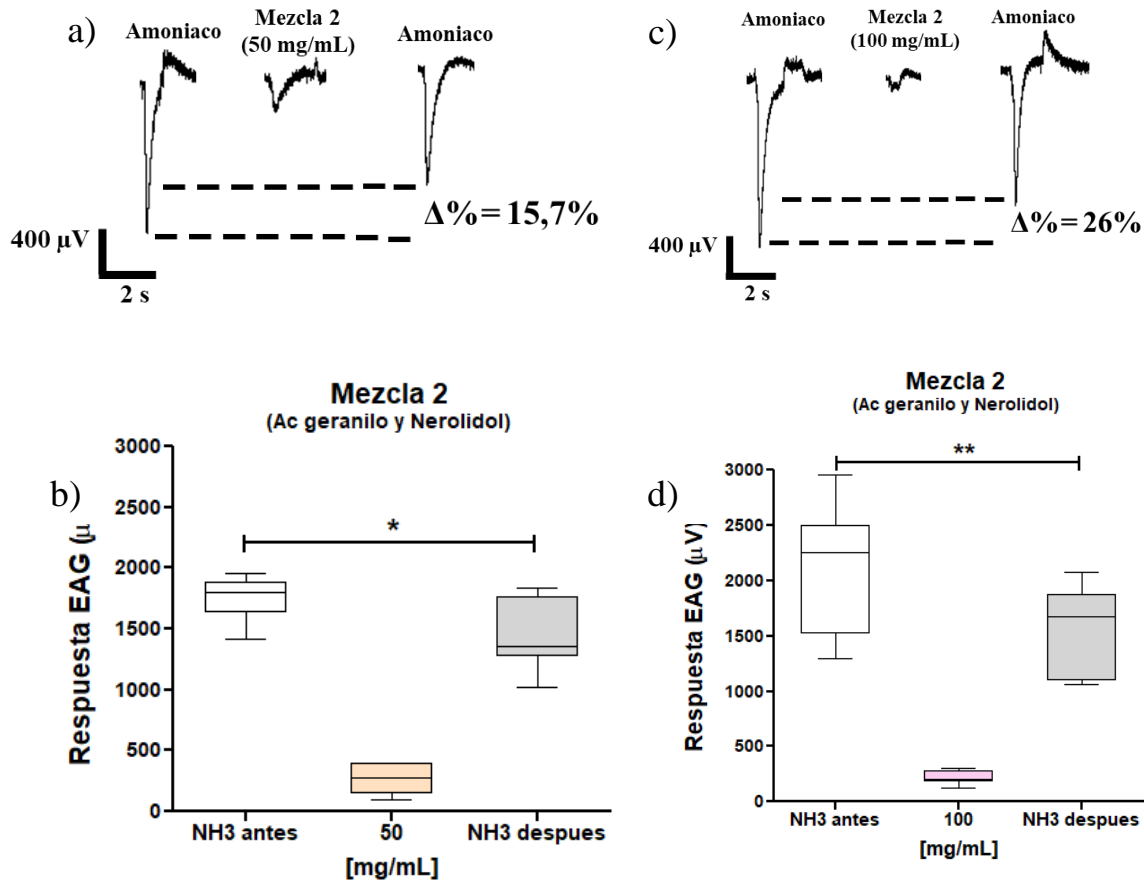 a)
Amoniaco
Mezcla 2
(50 mg/mL)
Amoniaco
Δ%= 15,7%
400 µV
2 s
c)
Amoniaco
Mezcla 2
(100 mg/mL)
Amoniaco
Δ%= 26%
400 µV
2 s
b)
Mezcla 2
(Ac geranilo y Nerolidol)
Respuesta EAG (µ
3000
2500
2000
1500
1000
500
0
*
NH3 antes
50
NH3 despues
[mg/mL]
d)
Mezcla 2
(Ac geranilo y Nerolidol)
Respuesta EAG (µV)
3000
2500
2000
1500
1000
500
0
**
NH3 antes
100
NH3 despues
[mg/mL]